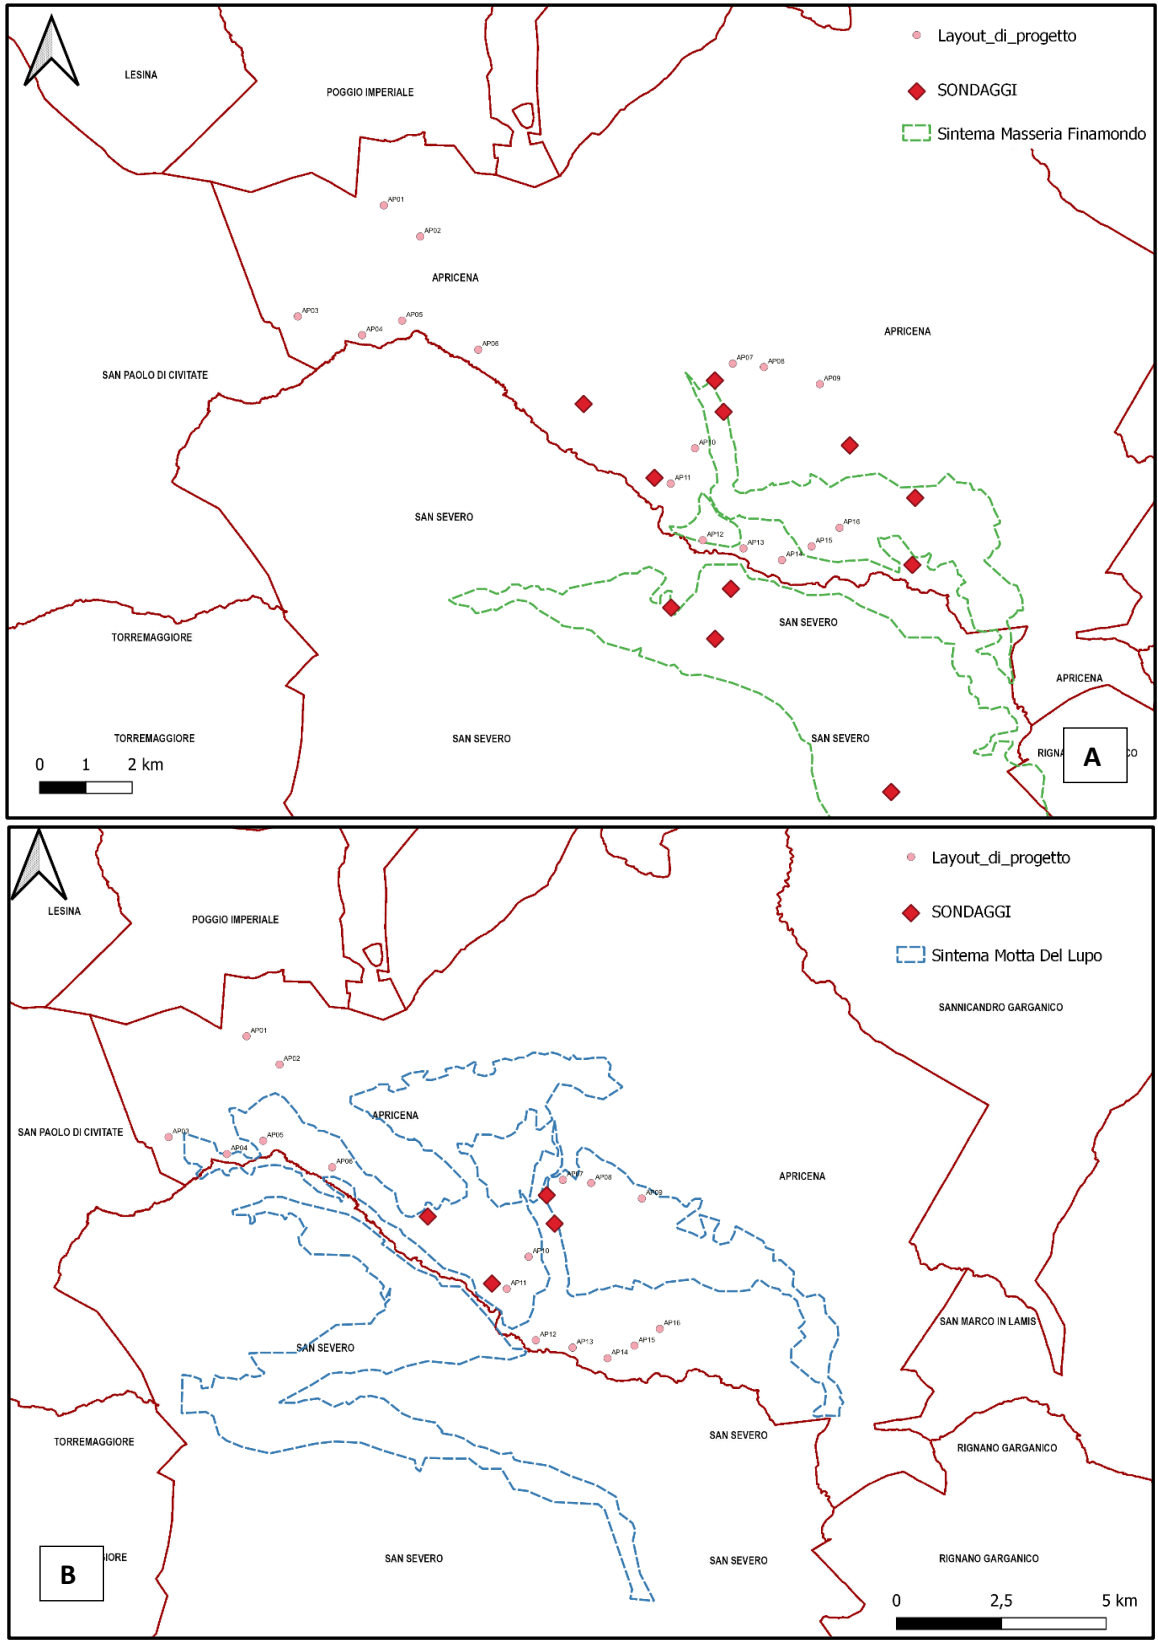 Layout_di_progetto
LESINA
POGGIO IMPERIALE
SONDAGGI
Sintema Masseria Finamondo
AP01
AP02
APRICENA
AP03
AP05
AP04
APRICENA
AP06
AP07
AP08
SAN PAOLO DI CIVITATE
AP09
AP10
AP11
SAN SEVERO
AP16
AP12
AP13
AP15
AP14
SAN SEVERO
TORREMAGGIORE
APRICENA
TORREMAGGIORE
SAN SEVERO
SAN SEVERO
RIGNA
CO
A
0 1 2 km
Layout_di_progetto
LESINA
POGGIO IMPERIALE
SONDAGGI
Sintema Motta Del Lupo
SANNICANDRO GARGANICO
AP01
AP02
APRICENA
SAN PAOLO DI CIVITATE
AP03
AP05
AP04
AP06
AP07
AP08
APRICENA
AP09
AP10
AP11
SAN MARCO IN LAMIS
AP16
AP12
AP13
AP15
AP14
SAN SEVERO
SAN SEVERO
TORREMAGGIORE
RIGNANO GARGANICO
IORE
SAN SEVERO
SAN SEVERO
RIGNANO GARGANICO
B
0 2,5 5 km